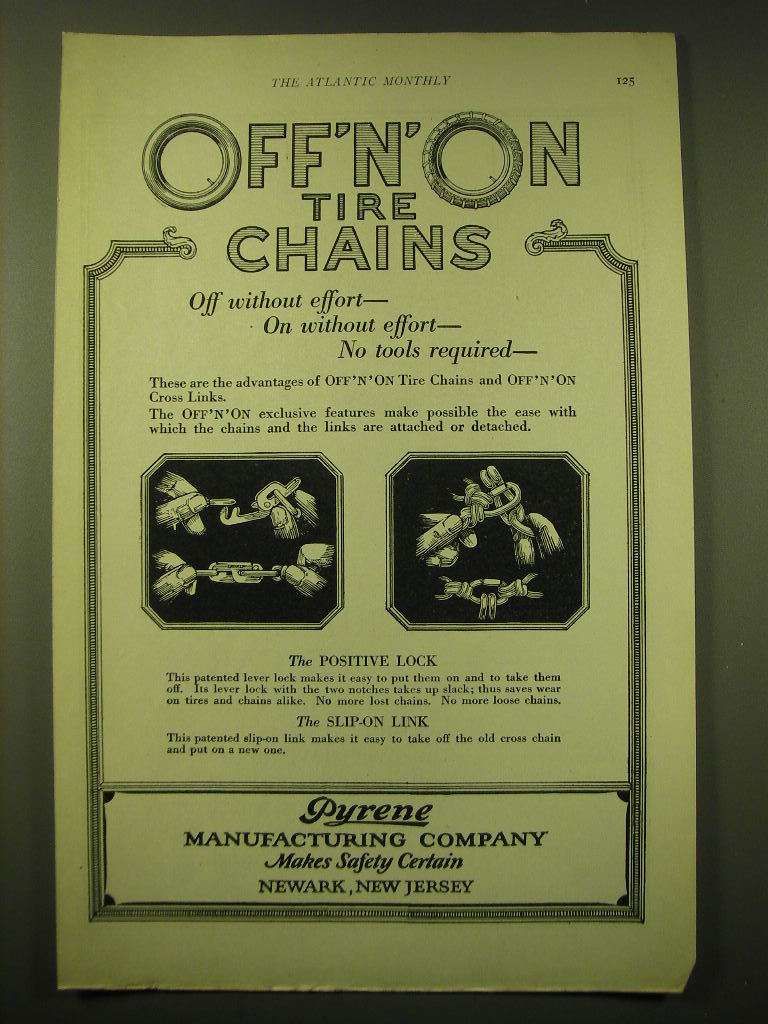 THE ATLANTIC MONTHLY 125
OFF'N'ON
TIRE
CHAINS
Off without effort—
On without effort—
No tools required—
These are the advantages of OFF'N'ON Tire Chains and OFF'N'ON
Cross Links.
The OFF'N'ON exclusive features make possible the ease with
which the chains and the links are attached or detached.
The POSITIVE LOCK
This patented lever lock makes it easy to put them on and to take them
off. Its lever lock with the two notches takes up slack; thus saves wear
on tires and chains alike. No more lost chains. No more loose chains.
The SLIP-ON LINK
This patented slip-on link makes it easy to take off the old cross chain
and put on a new one.
Pyrene
MANUFACTURING COMPANY
Makes Safety Certain
NEWARK, NEW JERSEY